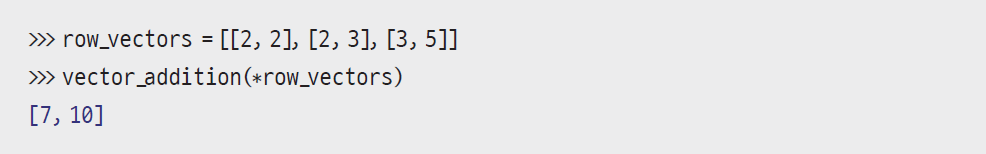 >>> row_vectors = [[2, 2], [2, 3], [3, 5]]
>>> vector_addition(*row_vectors)
[7, 10]